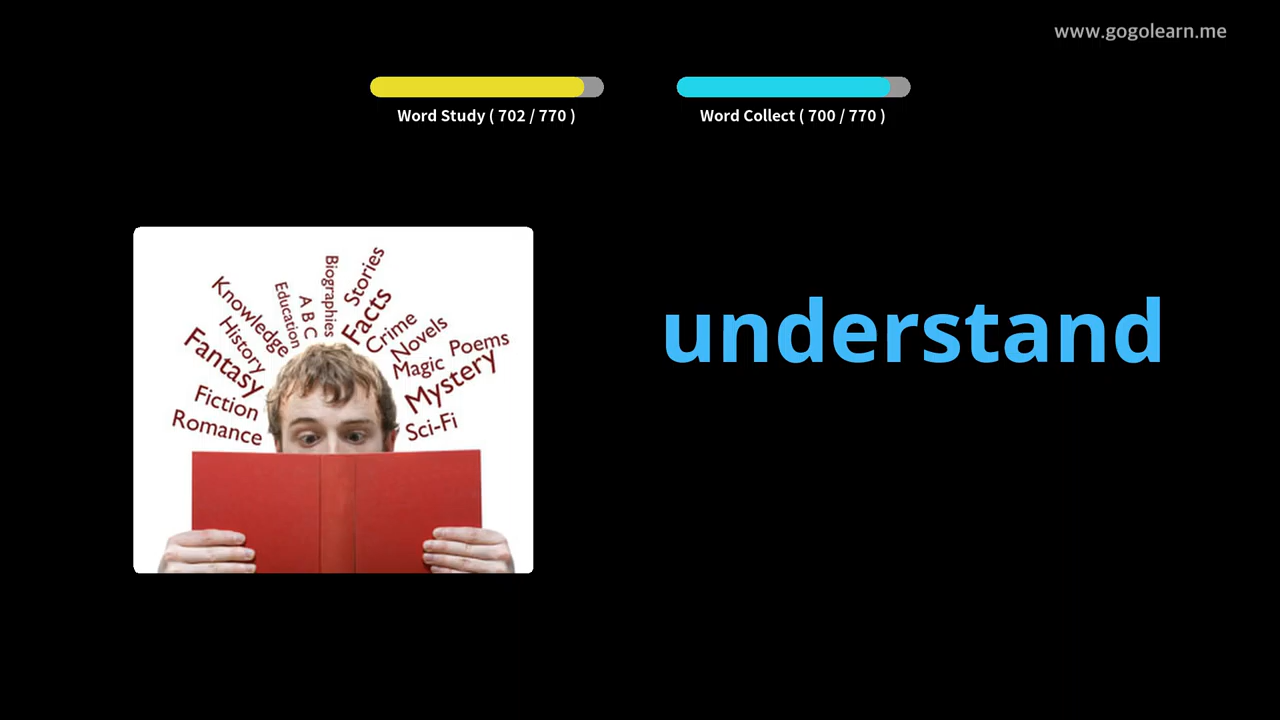 www.gogolearn.me
Word Study ( 702 / 770 )
Word Collect ( 700 / 770 )
understand
Romance
Fiction
Fantasy
History
Knowledge
Education
A B C
Biographies
Stories
Facts
Crime
Novels
Magic
Poems
Mystery
Sci-Fi